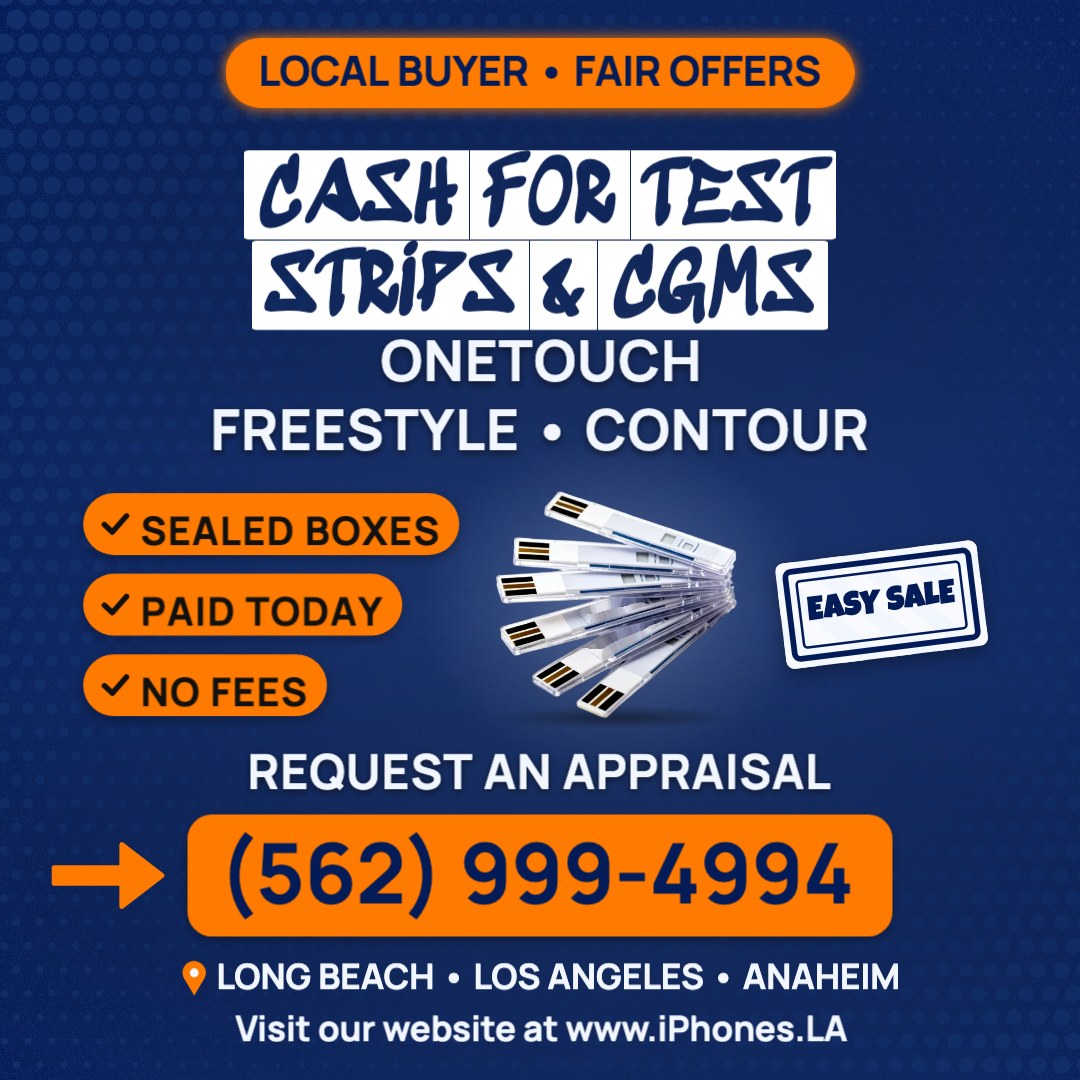 LOCAL BUYER • FAIR OFFERS
CASH FOR TEST
STRIPS & CGMS
ONETOUCH
FREESTYLE • CONTOUR
✓ SEALED BOXES
✓ PAID TODAY
✓ NO FEES
EASY SALE
REQUEST AN APPRAISAL
(562) 999-4994
LONG BEACH • LOS ANGELES • ANAHEIM
Visit our website at www.iPhones.LA